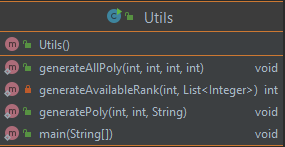 Utils
Utils()
generateAllPoly(int, int, int, int) void
generateAvailableRank(int, List<Integer>) int
generatePoly(int, int, String) void
main(String[]) void